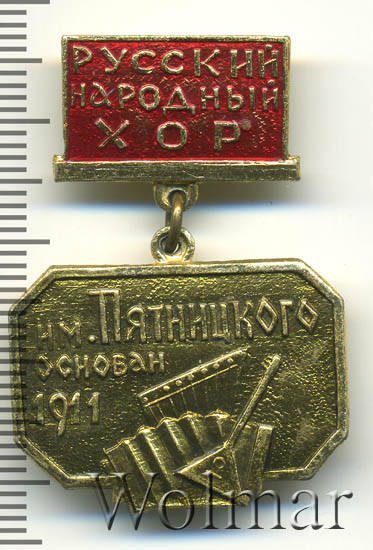 РУССКИЙ
НАРОДНЫЙ
ХОР
им. Пятницкого
основан
1911
Wolmar